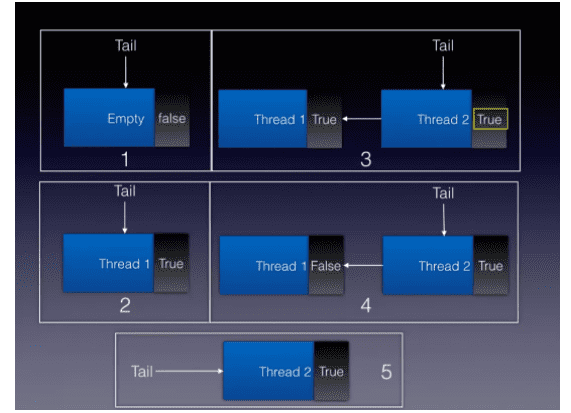 Tail
Empty false
1
Tail
Thread 1 True
Thread 2 True
3
Tail
Thread 1 True
2
Tail
Thread 1 False
Thread 2 True
4
Tail
Thread 2 True
5